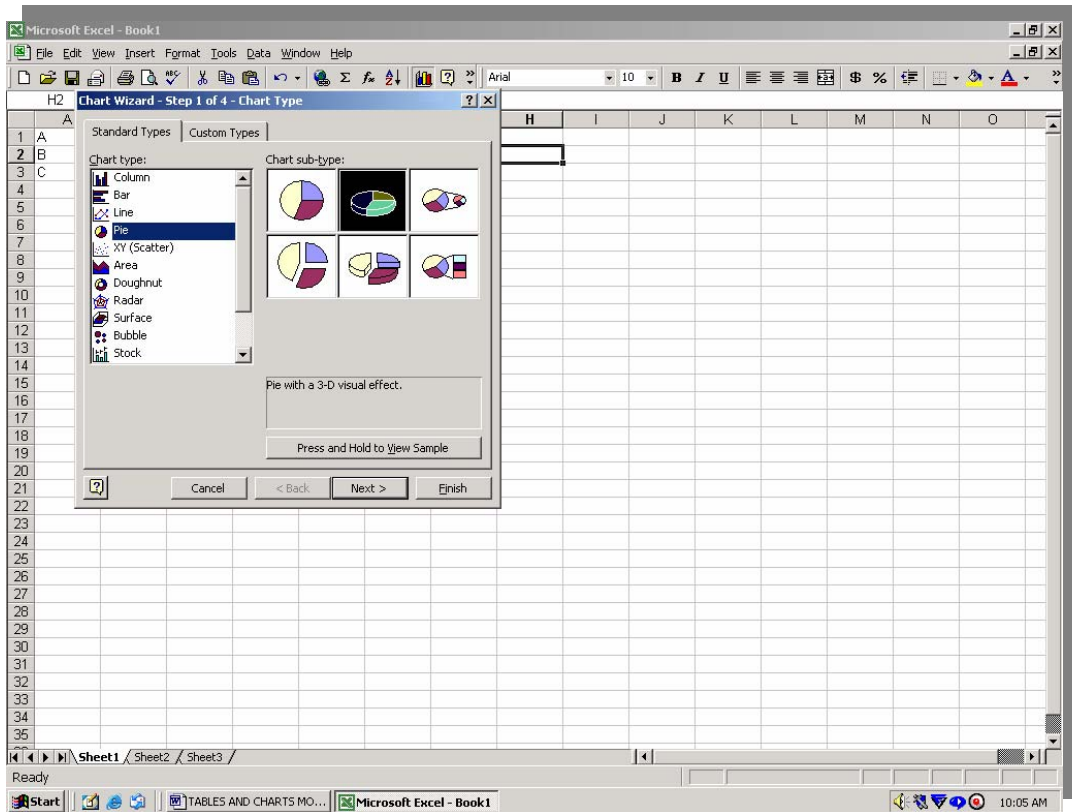 Microsoft Excel - Book1
File Edit View Insert Format Tools Data Window Help
Arial 10 B I U $ %
H2
Chart Wizard - Step 1 of 4 - Chart Type
A H I J K L M N O
Standard Types Custom Types
1 A
2 B
3 C
4
5
6
7
8
9
10
11
12
13
14
15
16
17
18
19
20
21
22
23
24
25
26
27
28
29
30
31
32
33
34
35
Chart type:
Column
Bar
Line
Pie
XY (Scatter)
Area
Doughnut
Radar
Surface
Bubble
Stock
Chart sub-type:
Pie with a 3-D visual effect.
Press and Hold to View Sample
Cancel < Back Next > Finish
Sheet1 Sheet2 Sheet3
Ready
Start TABLES AND CHARTS MO... Microsoft Excel - Book1 10:05 AM